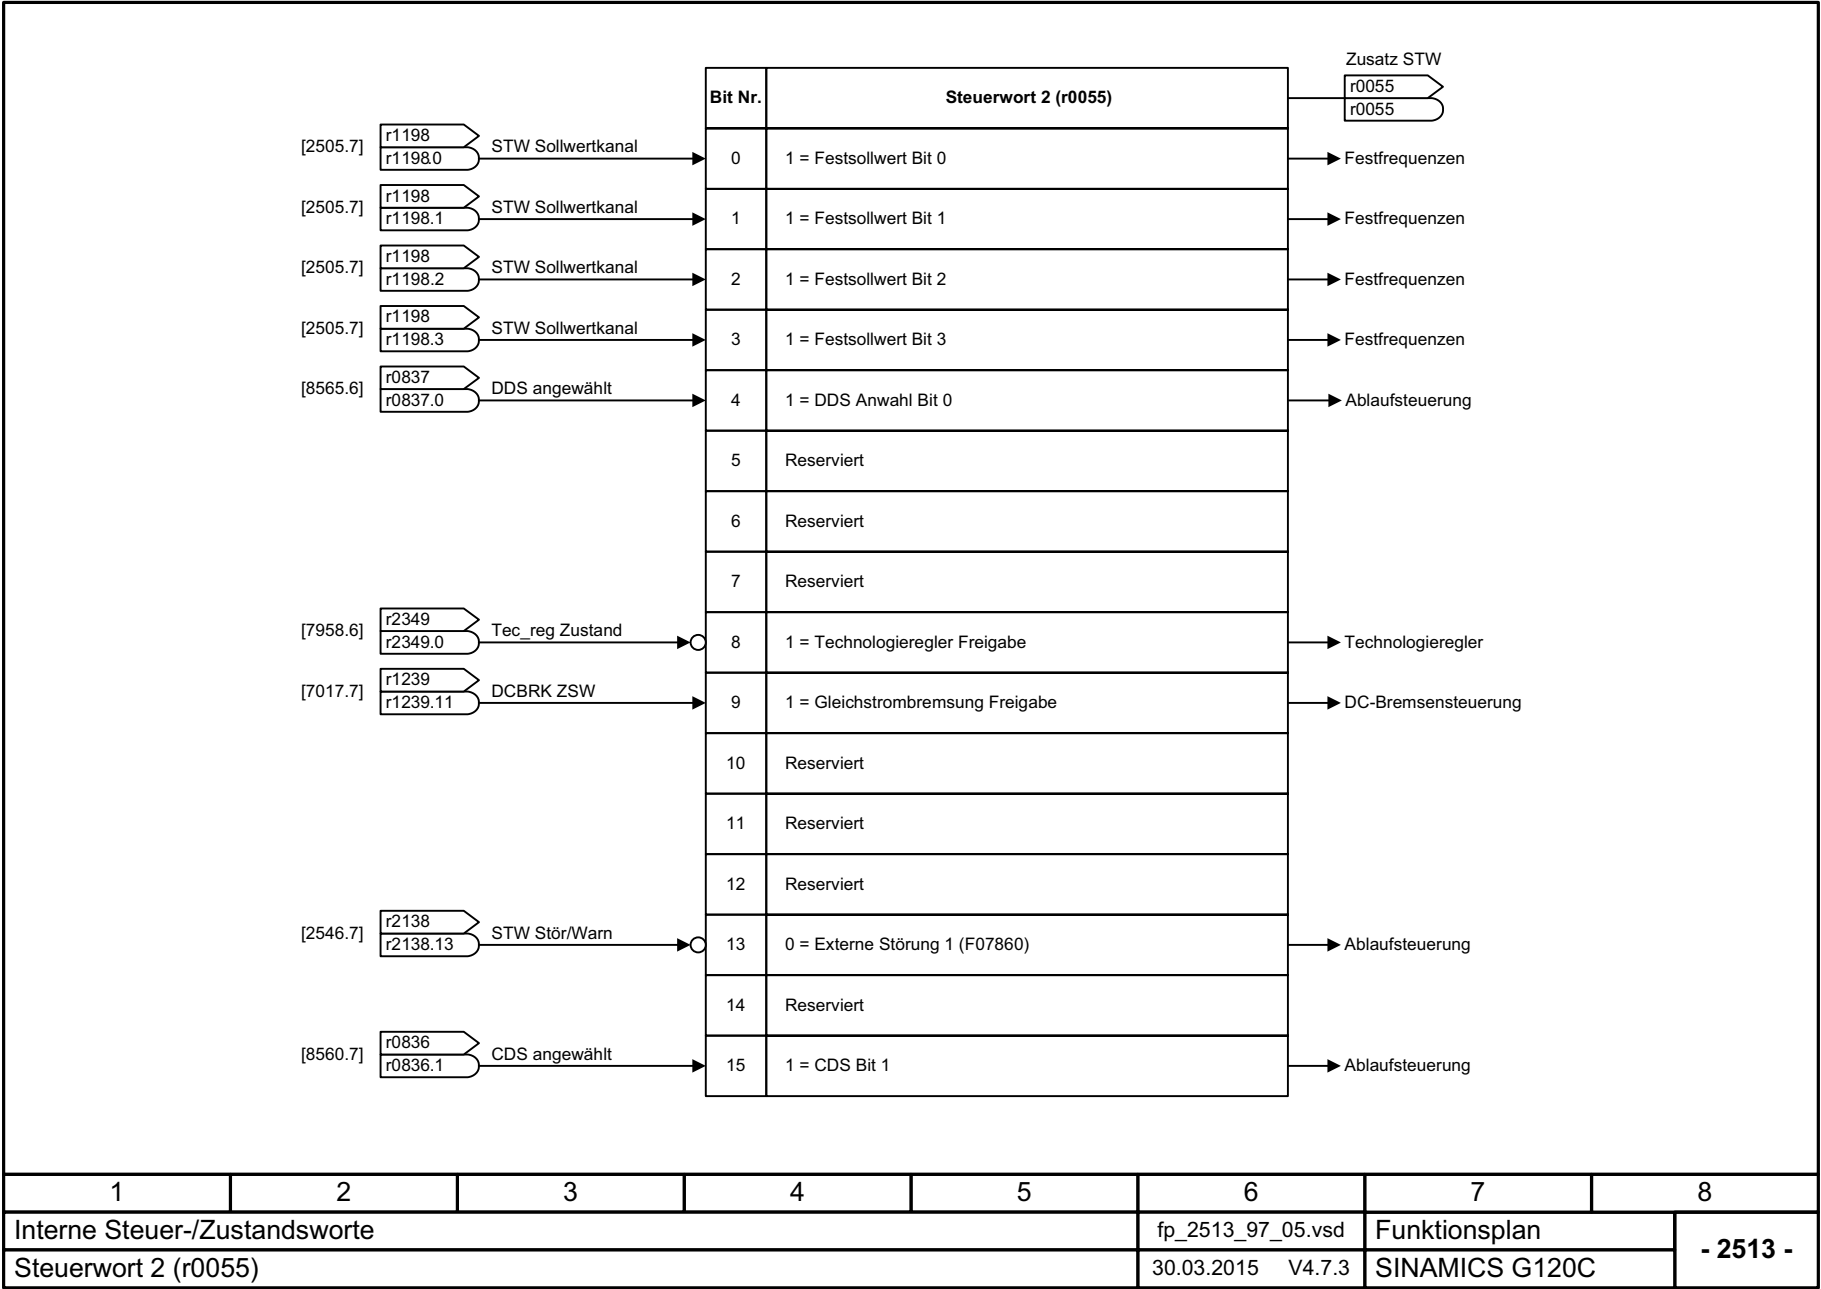 Zusatz STW
r0055
r0055
Bit Nr. Steuerwort 2 (r0055)
[2505.7] r1198 r1198.0 STW Sollwertkanal 0 1 = Festsollwert Bit 0 Festfrequenzen
[2505.7] r1198 r1198.1 STW Sollwertkanal 1 1 = Festsollwert Bit 1 Festfrequenzen
[2505.7] r1198 r1198.2 STW Sollwertkanal 2 1 = Festsollwert Bit 2 Festfrequenzen
[2505.7] r1198 r1198.3 STW Sollwertkanal 3 1 = Festsollwert Bit 3 Festfrequenzen
[8565.6] r0837 r0837.0 DDS angewählt 4 1 = DDS Anwahl Bit 0 Ablaufsteuerung
5 Reserviert
6 Reserviert
7 Reserviert
[7958.6] r2349 r2349.0 Tec_reg Zustand 8 1 = Technologieregler Freigabe Technologieregler
[7017.7] r1239 r1239.11 DCBRK ZSW 9 1 = Gleichstrombremsung Freigabe DC-Bremsensteuerung
10 Reserviert
11 Reserviert
12 Reserviert
[2546.7] r2138 r2138.13 STW Stör/Warn 13 0 = Externe Störung 1 (F07860) Ablaufsteuerung
14 Reserviert
[8560.7] r0836 r0836.1 CDS angewählt 15 1 = CDS Bit 1 Ablaufsteuerung
1 2 3 4 5 6 7 8
Interne Steuer-/Zustandsworte fp_2513_97_05.vsd Funktionsplan
- 2513 -
Steuerwort 2 (r0055) 30.03.2015 V4.7.3 SINAMICS G120C